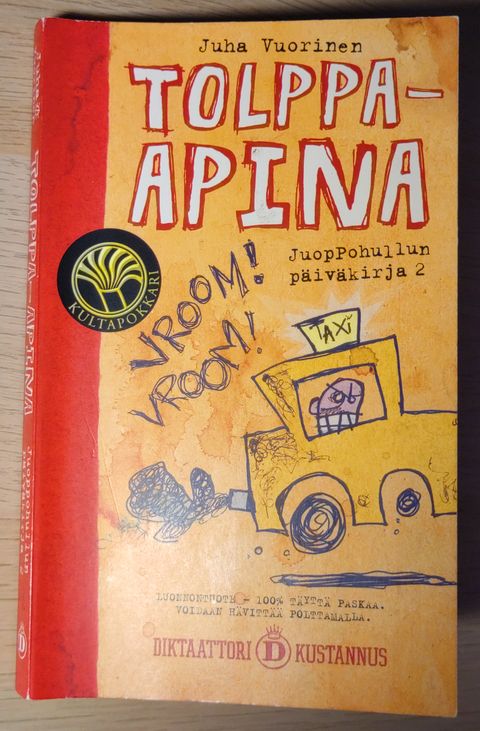 Juha Vuorinen
TOLPPA-
APINA
JuopPohullun
päiväkirja 2
KULTAPOKKARI
VROOM!
VROOM!
TAXi
LUONNONTUOTE - 100% TÄYTTÄ PASKAA.
VOIDAAN HÄVITTÄÄ POLTTAMALLA.
DIKTAATTORI D KUSTANNUS
TOLPPA-APINA
D